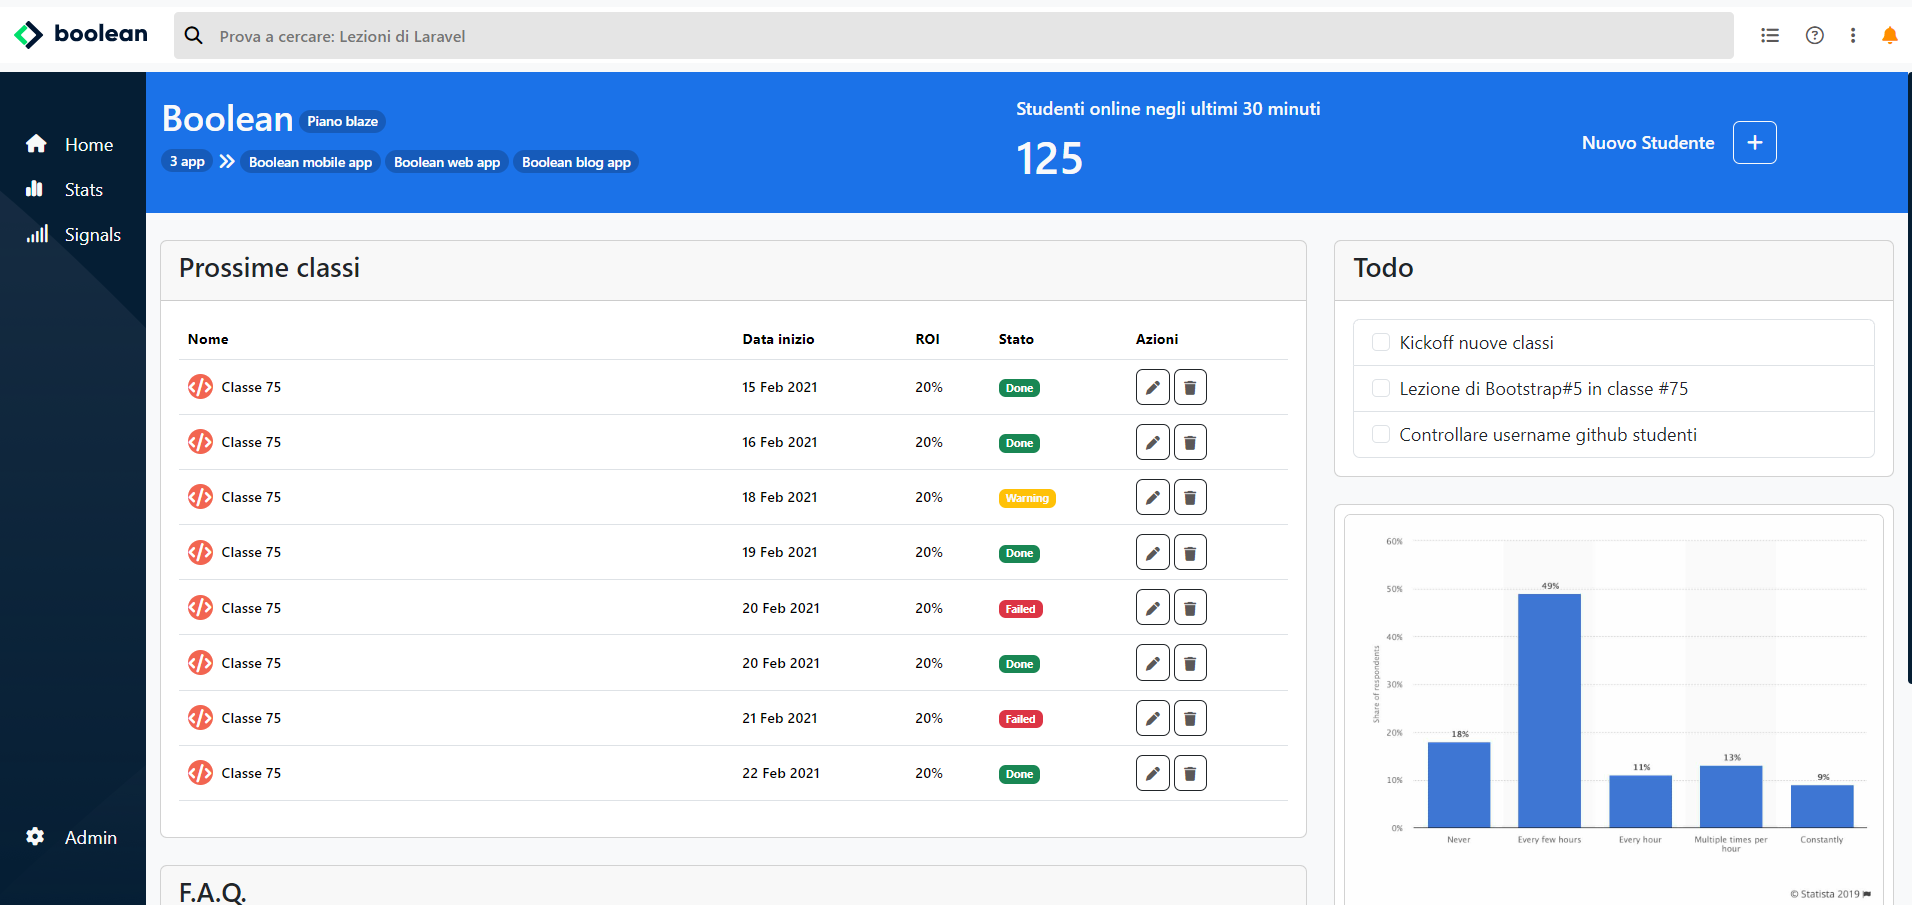 boolean
Prova a cercare: Lezioni di Laravel
Home
Stats
Signals
Admin
Boolean Piano blaze
3 app Boolean mobile app Boolean web app Boolean blog app
Studenti online negli ultimi 30 minuti
125
Nuovo Studente
Prossime classi
Nome Data inizio ROI Stato Azioni
Classe 75 15 Feb 2021 20% Done
Classe 75 16 Feb 2021 20% Done
Classe 75 18 Feb 2021 20% Warning
Classe 75 19 Feb 2021 20% Done
Classe 75 20 Feb 2021 20% Failed
Classe 75 20 Feb 2021 20% Done
Classe 75 21 Feb 2021 20% Failed
Classe 75 22 Feb 2021 20% Done
F.A.Q.
Todo
Kickoff nuove classi
Lezione di Bootstrap#5 in classe #75
Controllare username github studenti
Share of respondents
60%
50%
40%
30%
20%
10%
0%
18%
49%
11%
13%
9%
Never
Every few hours
Every hour
Multiple times per
hour
Constantly
© Statista 2019